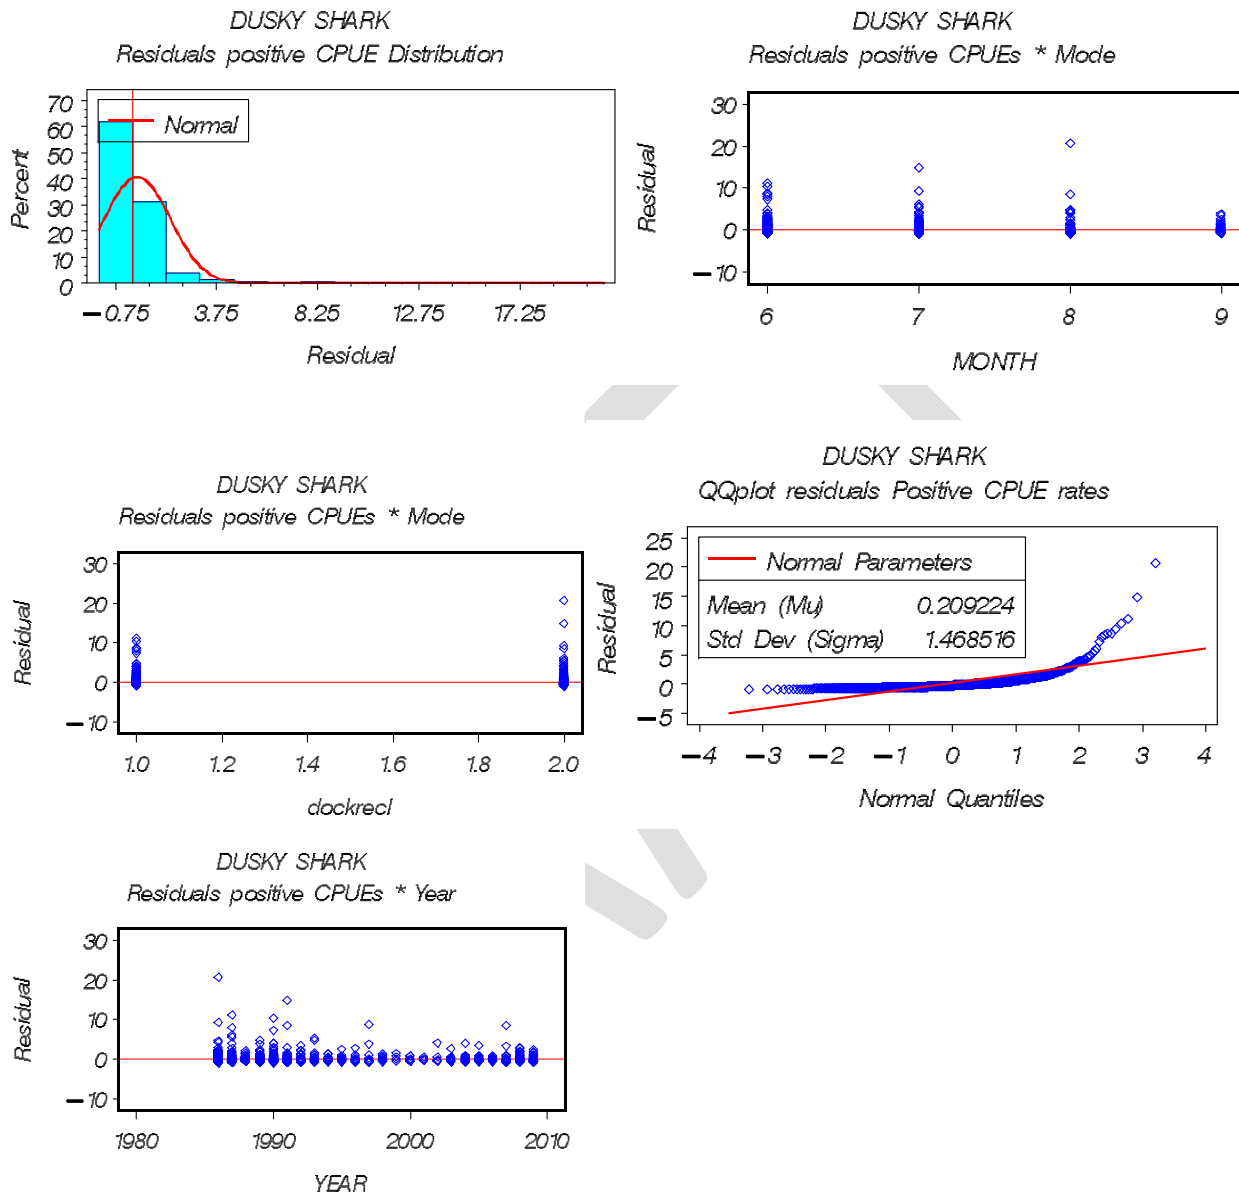 DUSKY SHARK
Residuals positive CPUE Distribution
Normal
70
60
50
40
30
20
10
0
Percent
-0.75 3.75 8.25 12.75 17.25
Residual
DUSKY SHARK
Residuals positive CPUEs * Mode
30
20
10
0
-10
Residual
6 7 8 9
MONTH
DUSKY SHARK
Residuals positive CPUEs * Mode
30
20
10
0
-10
Residual
1.0 1.2 1.4 1.6 1.8 2.0
dockrecl
DUSKY SHARK
QQplot residuals Positive CPUE rates
Normal Parameters
Mean (Mu) 0.209224
Std Dev (Sigma) 1.468516
25
20
15
10
5
0
-5
Residual
-4 -3 -2 -1 0 1 2 3 4
Normal Quantiles
DUSKY SHARK
Residuals positive CPUEs * Year
30
20
10
0
-10
Residual
1980 1990 2000 2010
YEAR